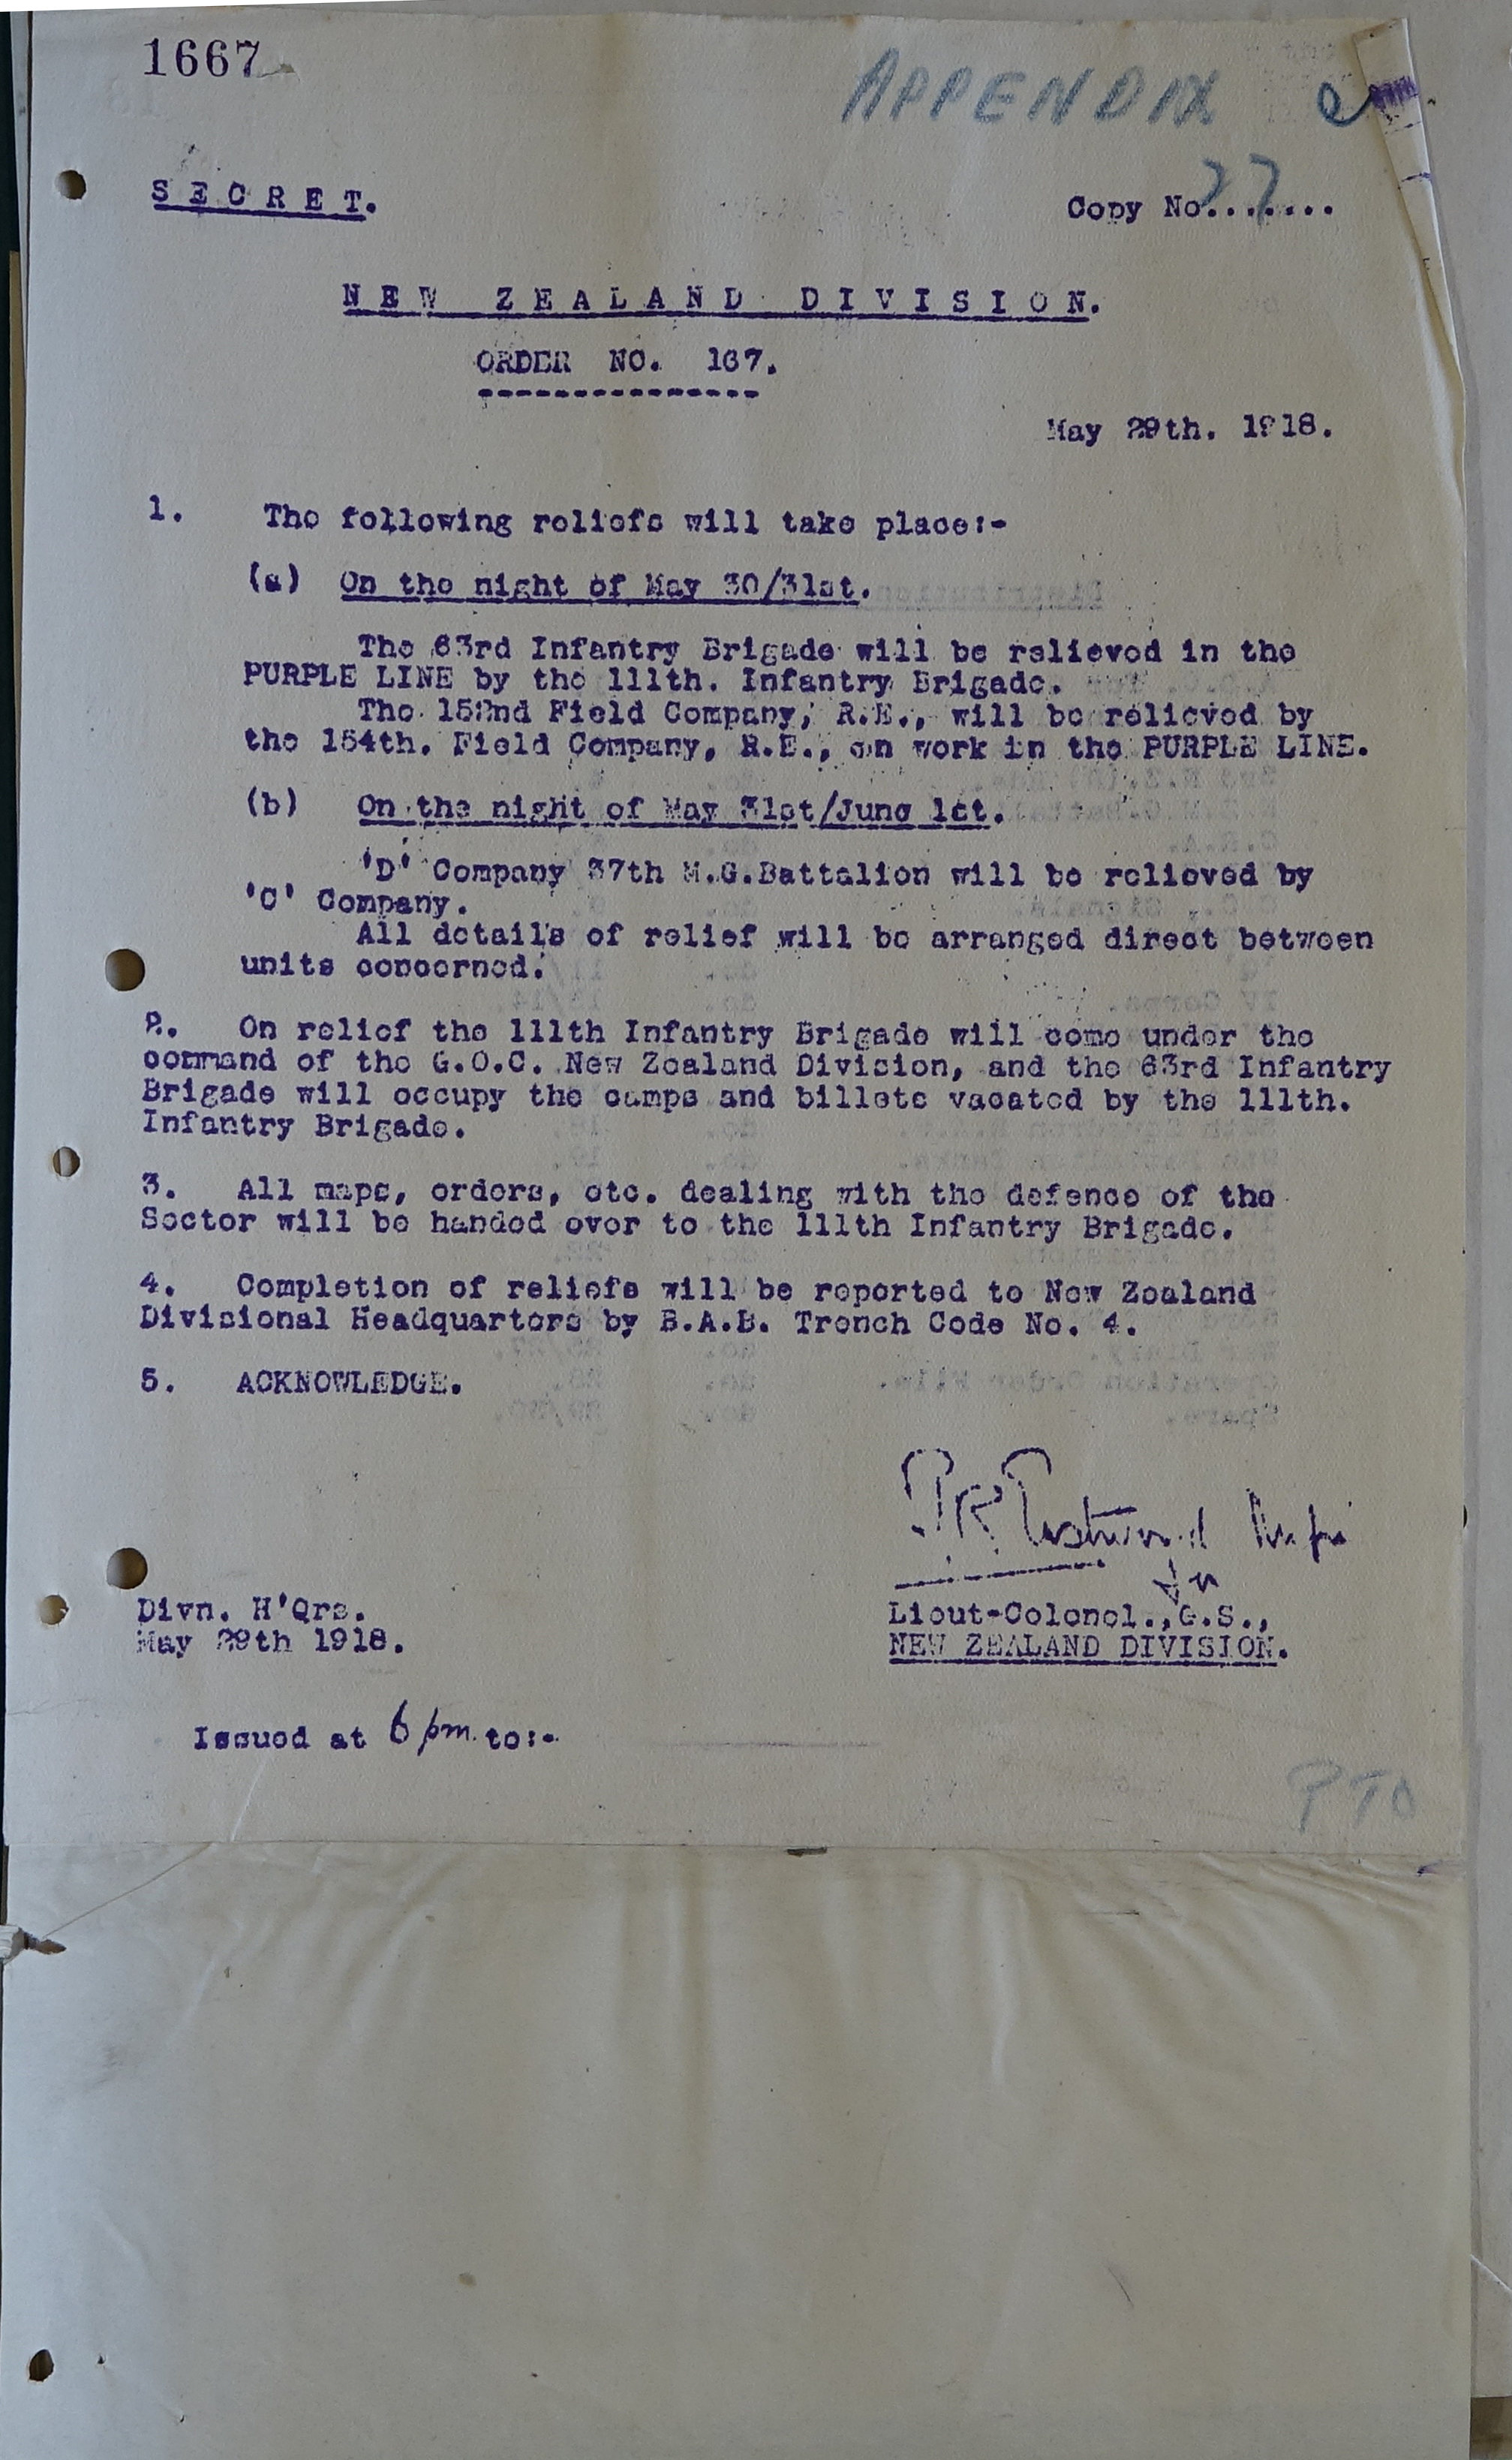 1667
APPENDIX
SECRET.
Copy No.......
27
NEW ZEALAND DIVISION.
ORDER NO. 167.
---------------
May 29th. 1918.
1. The following reliefs will take place:-
(a) On the night of May 30/31st.
The 63rd Infantry Brigade will be relieved in the
PURPLE LINE by the 111th. Infantry Brigade.
The 152nd Field Company, R.E., will be relieved by
the 154th. Field Company, R.E., on work in the PURPLE LINE.
(b) On the night of May 31st/June 1st.
'D' Company 37th M.G.Battalion will be relieved by
'C' Company.
All details of relief will be arranged direct between
units concerned.
2. On relief the 111th Infantry Brigade will come under the
command of the G.O.C. New Zealand Division, and the 63rd Infantry
Brigade will occupy the camps and billets vacated by the 111th.
Infantry Brigade.
3. All maps, orders, etc. dealing with the defence of the
Sector will be handed over to the 111th Infantry Brigade.
4. Completion of reliefs will be reported to New Zealand
Divisional Headquarters by B.A.B. Trench Code No. 4.
5. ACKNOWLEDGE.
for
Divn. H'Qrs.
May 29th 1918.
Lieut-Colonel.,G.S.,
NEW ZEALAND DIVISION.
Issued at 6 pm. to:-
PTO